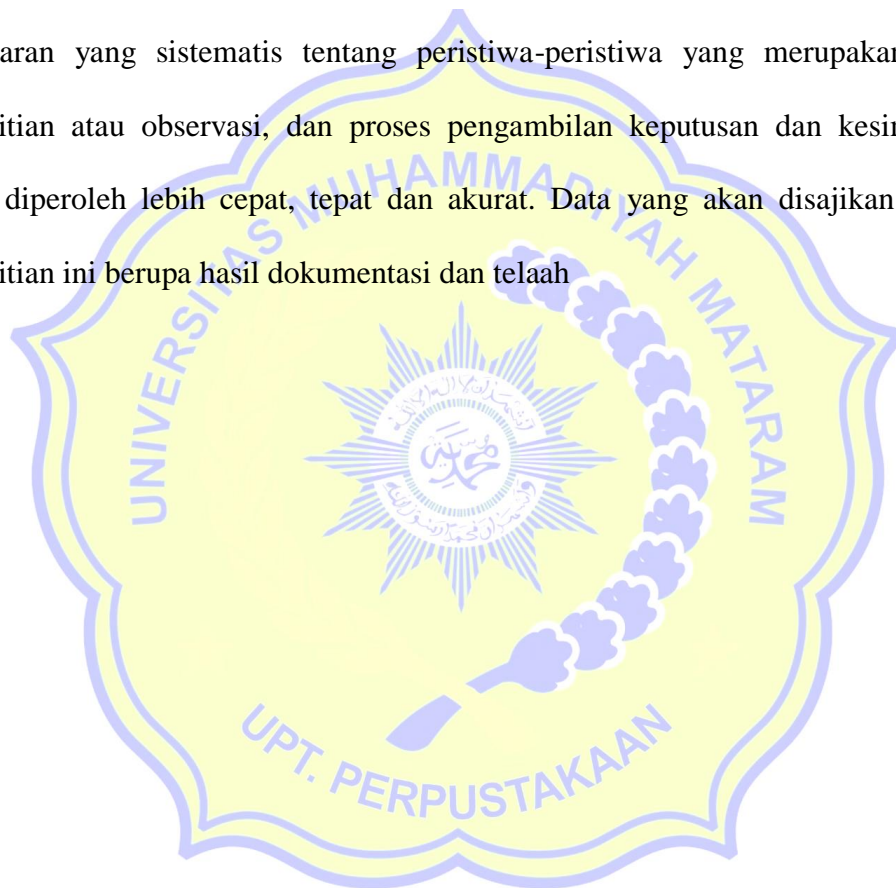 aran yang sistematis tentang peristiwa-peristiwa yang merupakan
itian atau observasi, dan proses pengambilan keputusan dan kesi
diperoleh lebih cepat, tepat dan akurat. Data yang akan disajikan
itian ini berupa hasil dokumentasi dan telaah
UNIVERSITAS MUHAMMADIYAH MATARAM
UPT. PERPUSTAKAAN